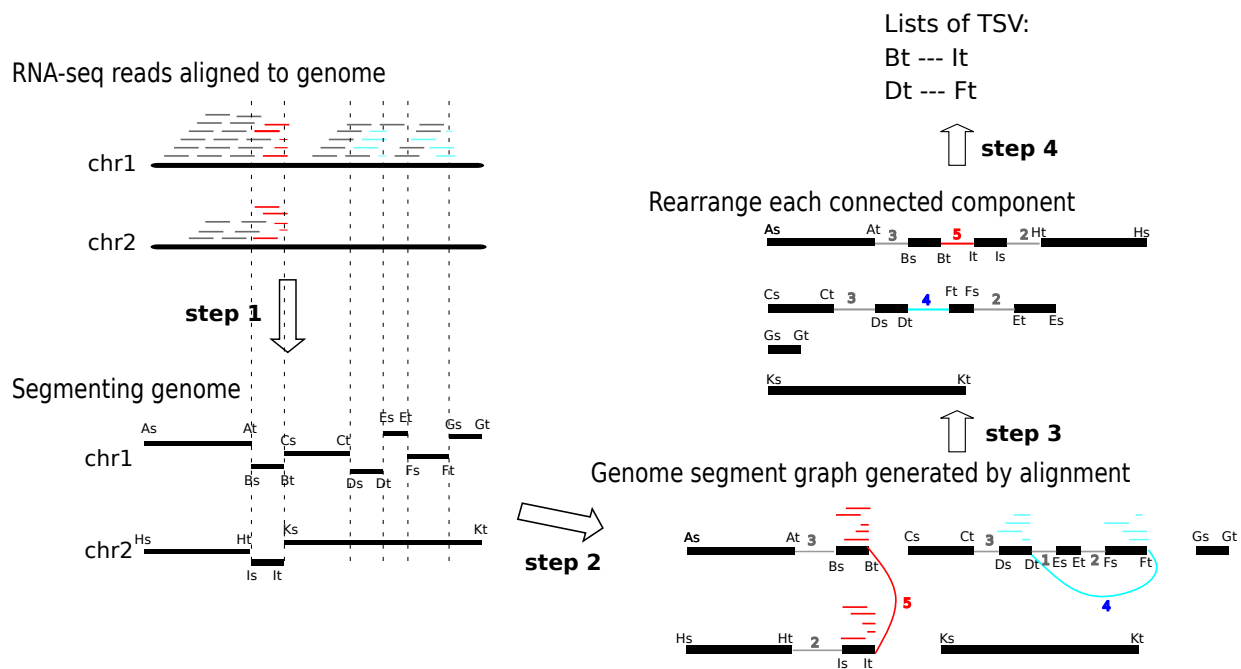 RNA-seq reads aligned to genome
chr1
chr2
step 1
Segmenting genome
As At Cs Ct Es Et Gs Gt
chr1
Bs Bt Ds Dt Fs Ft
Hs Ht Ks Kt
chr2
Is It
step 2
Genome segment graph generated by alignment
As At 3 Cs Ct 3 Gs Gt
Bs Bt Ds Dt 1 Es Et 2 Fs Ft
5 4
Hs Ht 2 Ks Kt
Is It
step 3
Rearrange each connected component
As At 3 5 2 Ht Hs
Bs Bt It Is
Cs Ct 3 4 Ft Fs 2
Ds Dt Et Es
Gs Gt
Ks Kt
step 4
Lists of TSV:
Bt --- It
Dt --- Ft